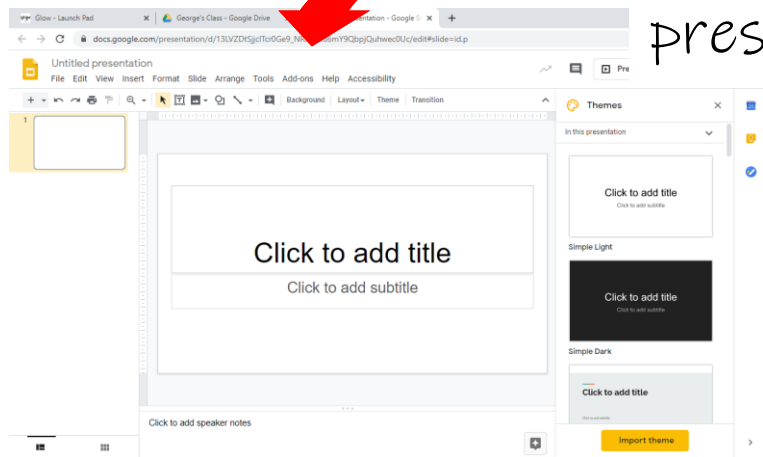 Glow - Launch Pad
George's Class - Google Drive
entation - Google S
pres
docs.google.com/presentation/d/
edit#slide=id.p
Untitled presentation
File Edit View Insert Format Slide Arrange Tools Add-ons Help Accessibility
Pre
Background Layout Theme Transition
Themes
In this presentation
1
Click to add title
Click to add subtitle
Simple Light
Click to add title
Click to add subtitle
Click to add title
Click to add subtitle
Simple Dark
Click to add title
Click to add speaker notes
Import theme